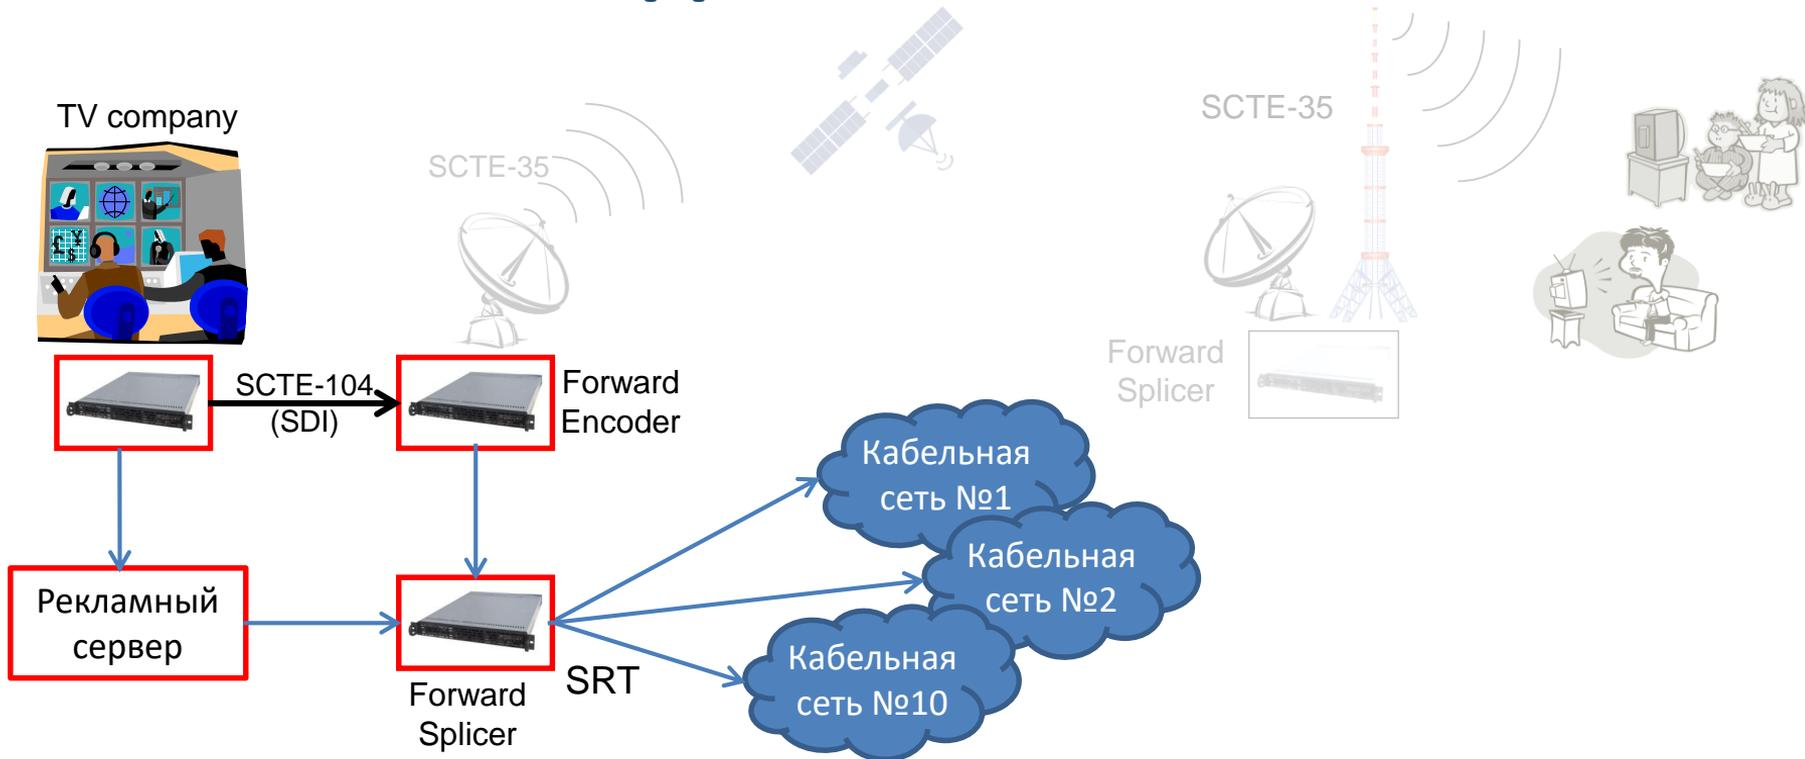 TV company
SCTE-35
SCTE-35
SCTE-104
(SDI)
Forward
Encoder
Forward
Splicer
Кабельная
сеть №1
Кабельная
сеть №2
Рекламный
сервер
Кабельная
сеть №10
SRT
Forward
Splicer